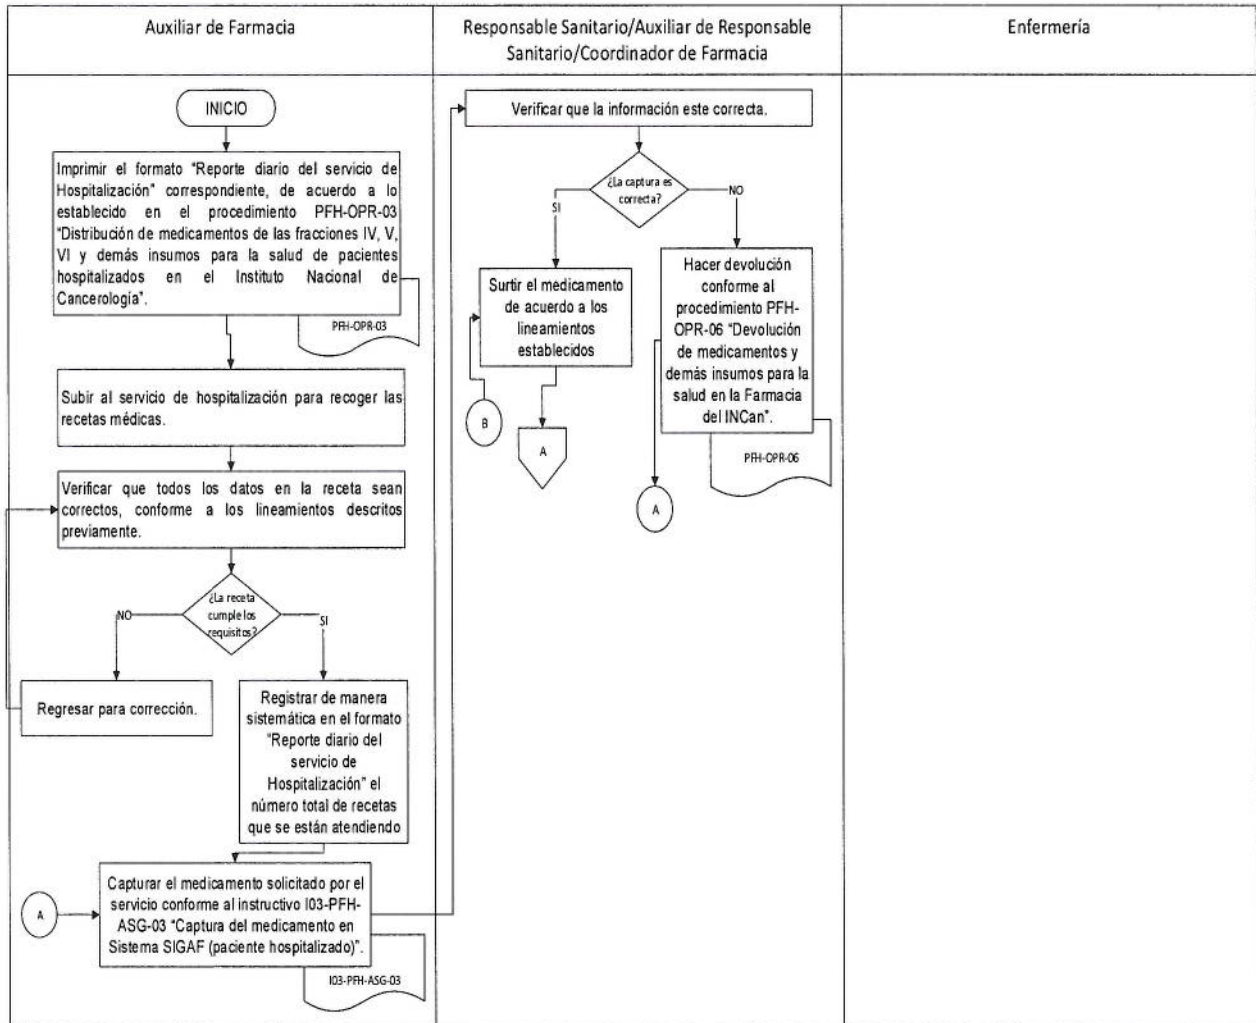 Auxiliar de Farmacia
Responsable Sanitario/Auxiliar de Responsable
Sanitario/Coordinador de Farmacia
Enfermería
INICIO
Imprimir el formato "Reporte diario del servicio de
Hospitalización" correspondiente, de acuerdo a lo
establecido en el procedimiento PFH-OPR-03
"Distribución de medicamentos de las fracciones IV, V,
VI y demás insumos para la salud de pacientes
hospitalizados en el Instituto Nacional de
Cancerología".
PFH-OPR-03
Subir al servicio de hospitalización para recoger las
recetas médicas.
Verificar que todos los datos en la receta sean
correctos, conforme a los lineamientos descritos
previamente.
¿La receta
cumple los
requisitos?
NO
SI
Regresar para corrección.
Registrar de manera
sistemática en el formato
"Reporte diario del
servicio de
Hospitalización" el
número total de recetas
que se están atendiendo
A
Capturar el medicamento solicitado por el
servicio conforme al instructivo I03-PFH-
ASG-03 "Captura del medicamento en
Sistema SIGAF (paciente hospitalizado)".
I03-PFH-ASG-03
Verificar que la información este correcta.
¿La captura es
correcta?
SI
NO
Surtir el medicamento
de acuerdo a los
lineamientos
establecidos
B
A
Hacer devolución
conforme al
procedimiento PFH-
OPR-06 "Devolución
de medicamentos y
demás insumos para la
salud en la Farmacia
del INCan".
PFH-OPR-06
A